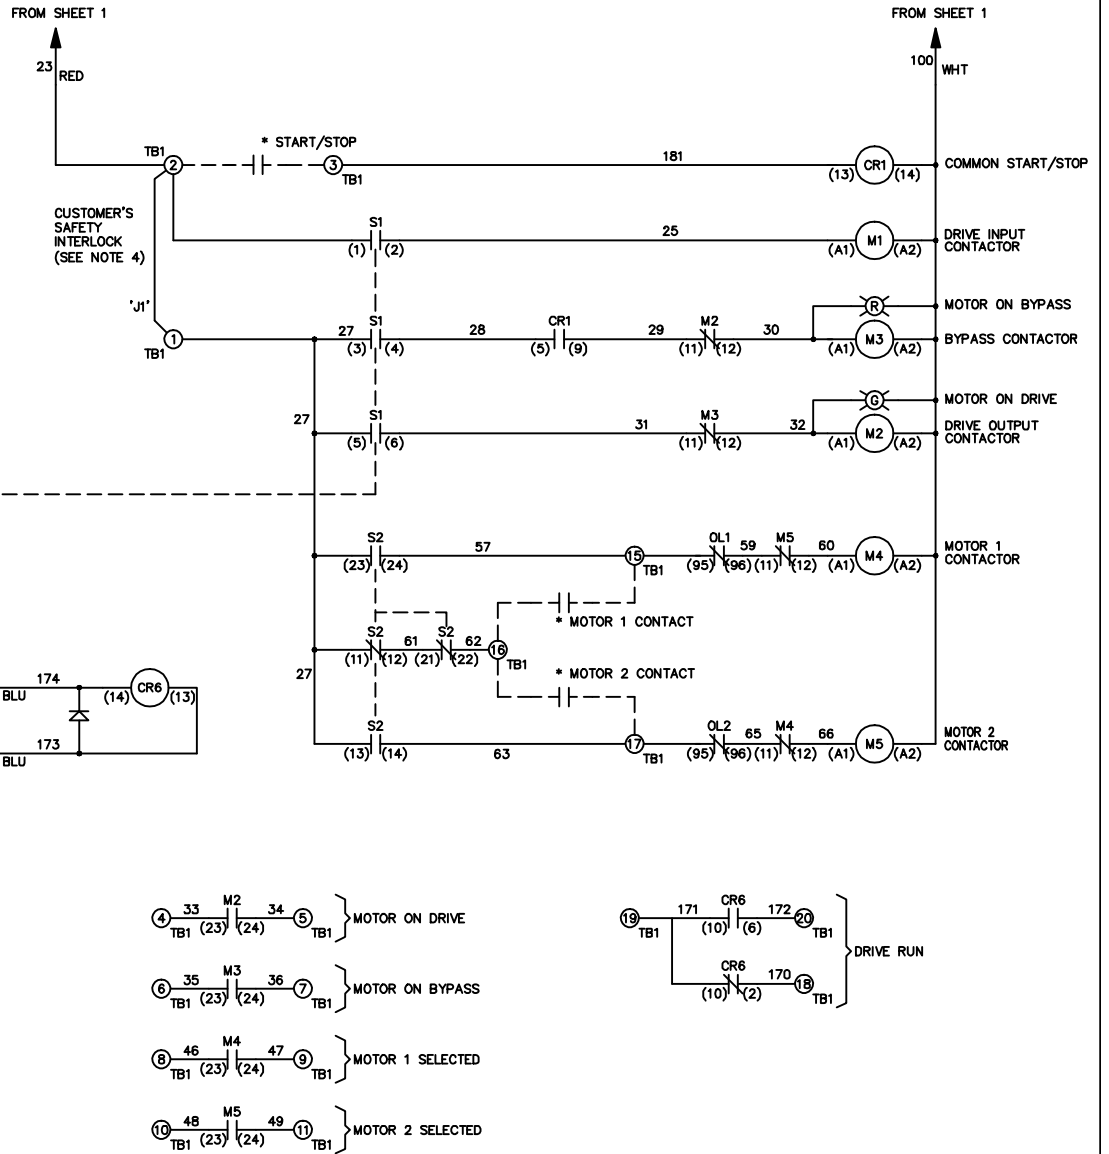 FROM SHEET 1
FROM SHEET 1
23 RED
100 WHT
TB1 2
* START/STOP
3 TB1
181
(13) CR1 (14)
COMMON START/STOP
CUSTOMER'S
SAFETY
INTERLOCK
(SEE NOTE 4)
S1
(1) (2)
25
(A1) M1 (A2)
DRIVE INPUT
CONTACTOR
'J1'
R
MOTOR ON BYPASS
TB1 1
27
S1
(3) (4)
28
CR1
(5) (9)
29
M2
(11) (12)
30
(A1) M3 (A2)
BYPASS CONTACTOR
G
MOTOR ON DRIVE
27
S1
(5) (6)
31
M3
(11) (12)
32
(A1) M2 (A2)
DRIVE OUTPUT
CONTACTOR
S2
(23) (24)
57
15 TB1
OL1
(95) (96)
59
M5
(11) (12)
60
(A1) M4 (A2)
MOTOR 1
CONTACTOR
* MOTOR 1 CONTACT
S2
(11) (12)
61
S2
(21) (22)
62
16 TB1
* MOTOR 2 CONTACT
27
S2
(13) (14)
63
17 TB1
OL2
(95) (96)
65
M4
(11) (12)
66
(A1) M5 (A2)
MOTOR 2
CONTACTOR
174
BLU
(14) CR6 (13)
173
BLU
4 TB1 33 M2 (23) (24) 34 5 TB1 MOTOR ON DRIVE
6 TB1 35 M3 (23) (24) 36 7 TB1 MOTOR ON BYPASS
8 TB1 46 M4 (23) (24) 47 9 TB1 MOTOR 1 SELECTED
10 TB1 48 M5 (23) (24) 49 11 TB1 MOTOR 2 SELECTED
19 TB1 171 CR6 (10) (6) 172 20 TB1
DRIVE RUN
CR6 (10) (2) 170 18 TB1